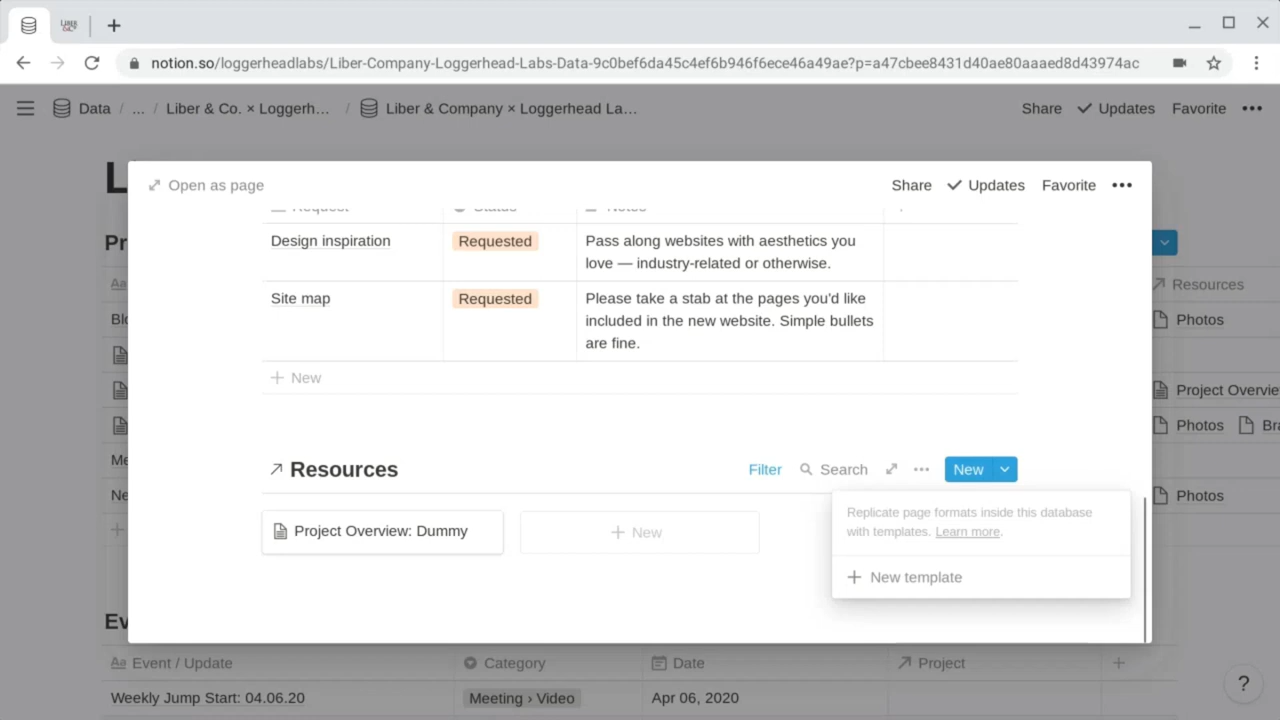 LIBER & CO.
notion.so/loggerheadlabs/Liber-Company-Loggerhead-Labs-Data-9c0bef6da45c4ef6b946f6ece46a49ae?p=a47cbee8431d40ae80aaaed8d43974ac
Data / ... / Liber & Co. × Loggerh... / Liber & Company × Loggerhead La...
Share Updates Favorite •••
L
Open as page
Share Updates Favorite •••
Request Status Notes
Pr
Design inspiration Requested Pass along websites with aesthetics you
love — industry-related or otherwise.
Aa Resources
Site map Requested Please take a stab at the pages you'd like
included in the new website. Simple bullets
are fine.
Blo Photos
+ New
Project Overvie
Photos Bra
Me
Resources Filter Search ••• New
Ne Photos
Replicate page formats inside this database
with templates. Learn more.
Project Overview: Dummy + New
+ New template
Ev
Aa Event / Update Category Date Project +
Weekly Jump Start: 04.06.20 Meeting › Video Apr 06, 2020
?